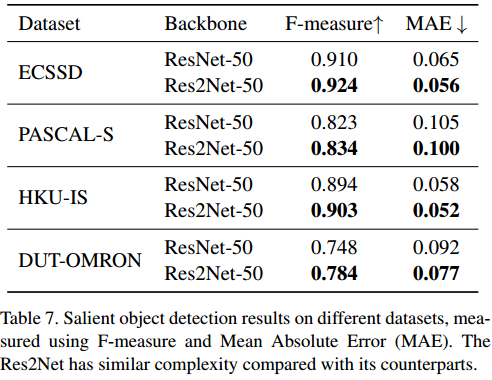 Dataset Backbone F-measure↑ MAE ↓
ECSSD ResNet-50 0.910 0.065
Res2Net-50 0.924 0.056
PASCAL-S ResNet-50 0.823 0.105
Res2Net-50 0.834 0.100
HKU-IS ResNet-50 0.894 0.058
Res2Net-50 0.903 0.052
DUT-OMRON ResNet-50 0.748 0.092
Res2Net-50 0.784 0.077
Table 7. Salient object detection results on different datasets, mea-
sured using F-measure and Mean Absolute Error (MAE). The
Res2Net has similar complexity compared with its counterparts.